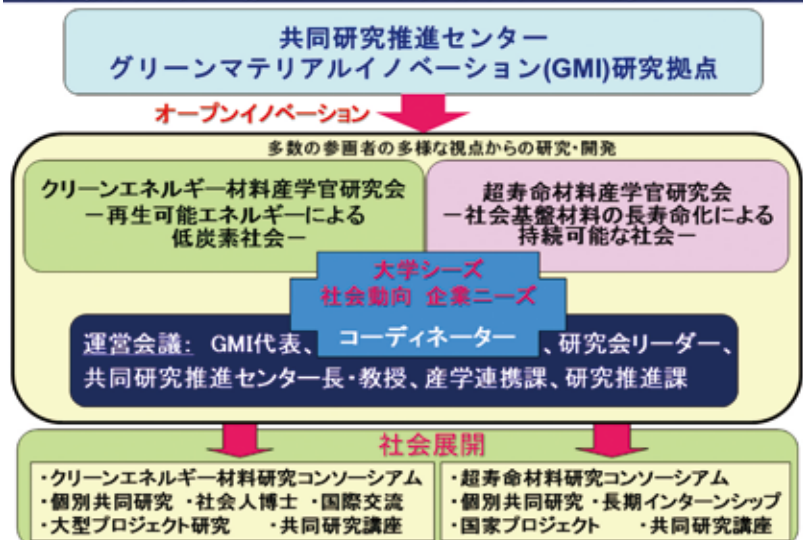 共同研究推進センター
グリーンマテリアルイノベーション(GMI)研究拠点
オープンイノベーション
多数の参画者の多様な視点からの研究・開発
クリーンエネルギー材料産学官研究会
－再生可能エネルギーによる
低炭素社会－
超寿命材料産学官研究会
－社会基盤材料の長寿命化による
持続可能な社会－
大学シーズ
社会動向 企業ニーズ
運営会議: GMI代表、コーディネーター、研究会リーダー、
共同研究推進センター長・教授、産学連携課、研究推進課
社会展開
・クリーンエネルギー材料研究コンソーシアム
・個別共同研究 ・社会人博士 ・国際交流
・大型プロジェクト研究 ・共同研究講座
・超寿命材料研究コンソーシアム
・個別共同研究 ・長期インターンシップ
・国家プロジェクト ・共同研究講座